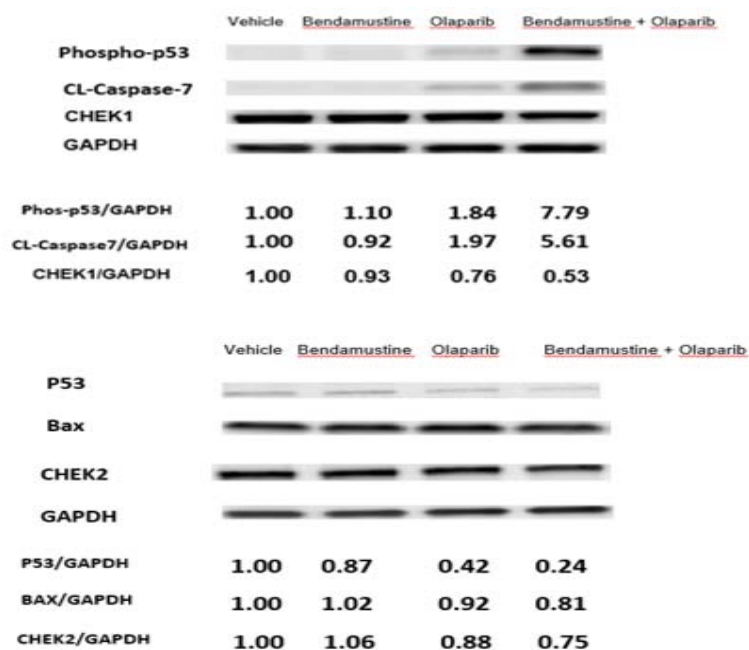 Vehicle Bendamustine Olaparib Bendamustine + Olaparib
Phospho-p53
CL-Caspase-7
CHEK1
GAPDH
Phos-p53/GAPDH 1.00 1.10 1.84 7.79
CL-Caspase7/GAPDH 1.00 0.92 1.97 5.61
CHEK1/GAPDH 1.00 0.93 0.76 0.53
Vehicle Bendamustine Olaparib Bendamustine + Olaparib
P53
Bax
CHEK2
GAPDH
P53/GAPDH 1.00 0.87 0.42 0.24
BAX/GAPDH 1.00 1.02 0.92 0.81
CHEK2/GAPDH 1.00 1.06 0.88 0.75